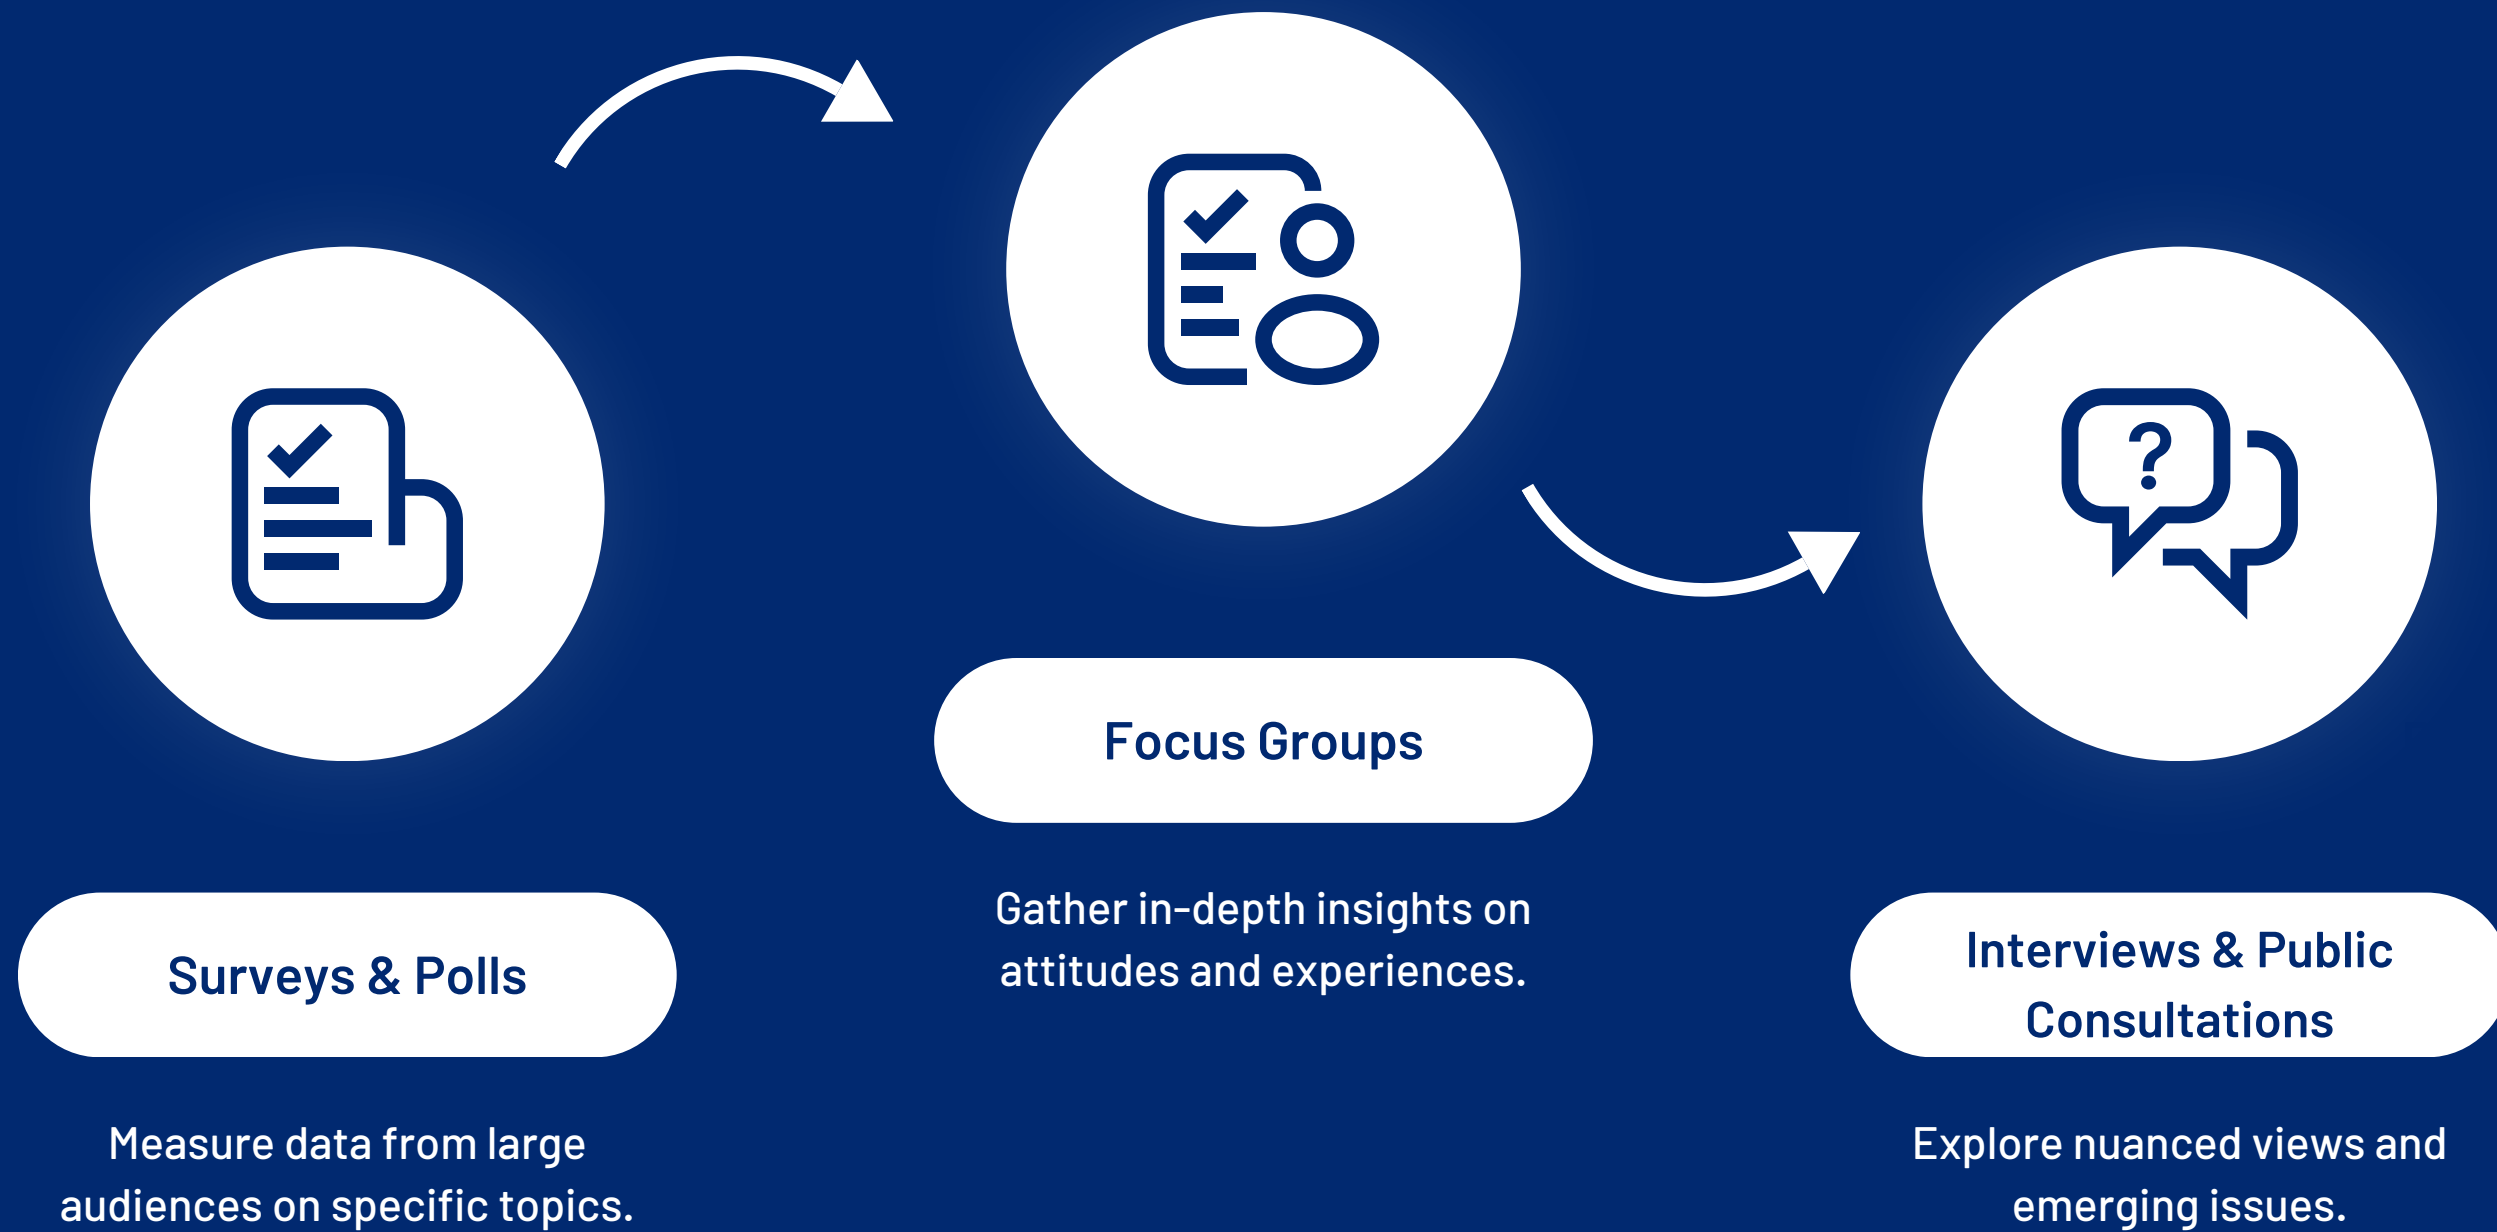 Surveys & Polls
Measure data from large
audiences on specific topics.
Focus Groups
Gather in-depth insights on
attitudes and experiences.
?
Interviews & Public
Consultations
Explore nuanced views and
emerging issues.